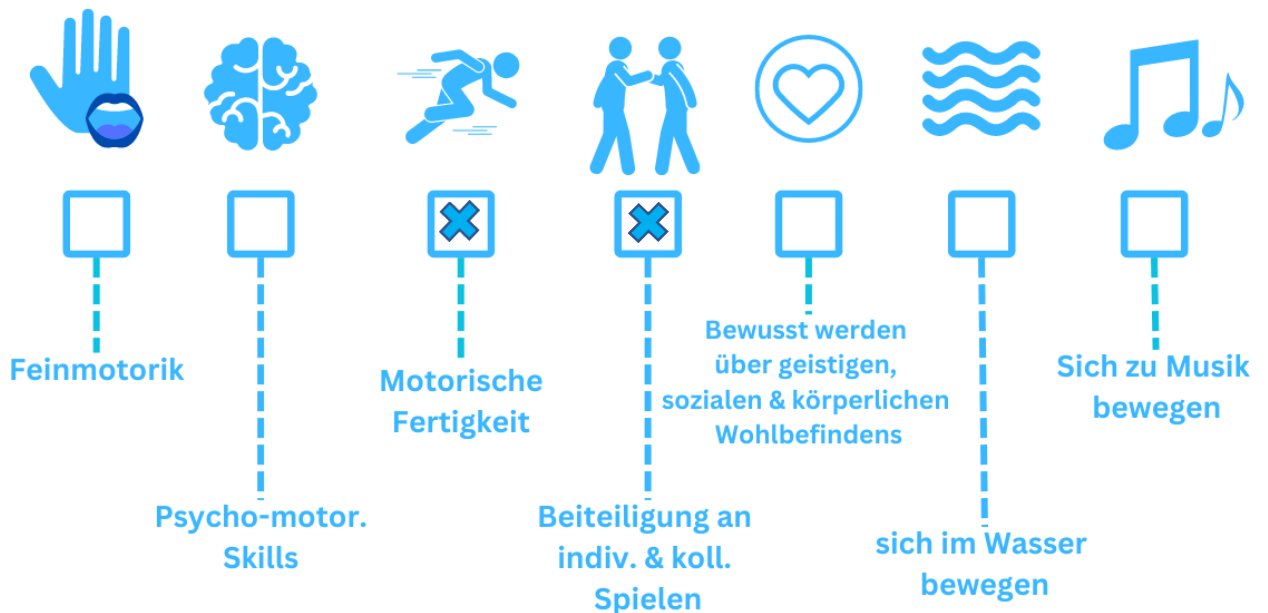 Feinmotorik
Psycho-motor.
Skills
Motorische
Fertigkeit
Beiteiligung an
indiv. & koll.
Spielen
Bewusst werden
über geistigen,
sozialen & körperlichen
Wohlbefindens
sich im Wasser
bewegen
Sich zu Musik
bewegen